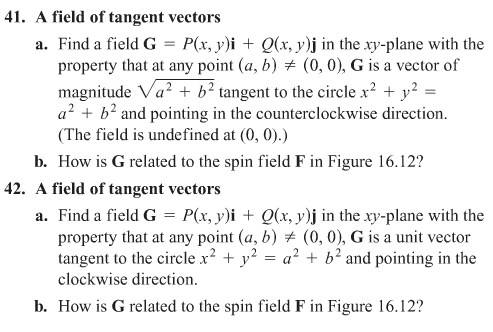 41. A field of tangent vectors
a. Find a field G = P(x, y)i + Q(x, y)j in the xy-plane with the
property that at any point (a, b) ≠ (0, 0), G is a vector of
magnitude √(a² + b²) tangent to the circle x² + y² =
a² + b² and pointing in the counterclockwise direction.
(The field is undefined at (0, 0).)
b. How is G related to the spin field F in Figure 16.12?
42. A field of tangent vectors
a. Find a field G = P(x, y)i + Q(x, y)j in the xy-plane with the
property that at any point (a, b) ≠ (0, 0), G is a unit vector
tangent to the circle x² + y² = a² + b² and pointing in the
clockwise direction.
b. How is G related to the spin field F in Figure 16.12?